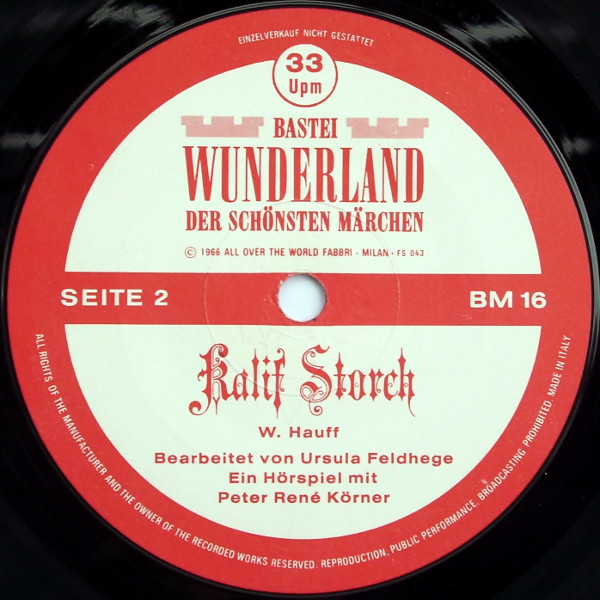 EINZELVERKAUF NICHT GESTATTET
33
Upm
BASTEI
WUNDERLAND
DER SCHÖNSTEN MÄRCHEN
© 1966 ALL OVER THE WORLD FABBRI - MILAN - FS 043
SEITE 2
BM 16
Kalif Storch
W. Hauff
Bearbeitet von Ursula Feldhege
Ein Hörspiel mit
Peter René Körner
ALL RIGHTS OF THE MANUFACTURER AND THE OWNER OF THE RECORDED WORKS RESERVED. REPRODUCTION, PUBLIC PERFORMANCE, BROADCASTING PROHIBITED. MADE IN ITALY